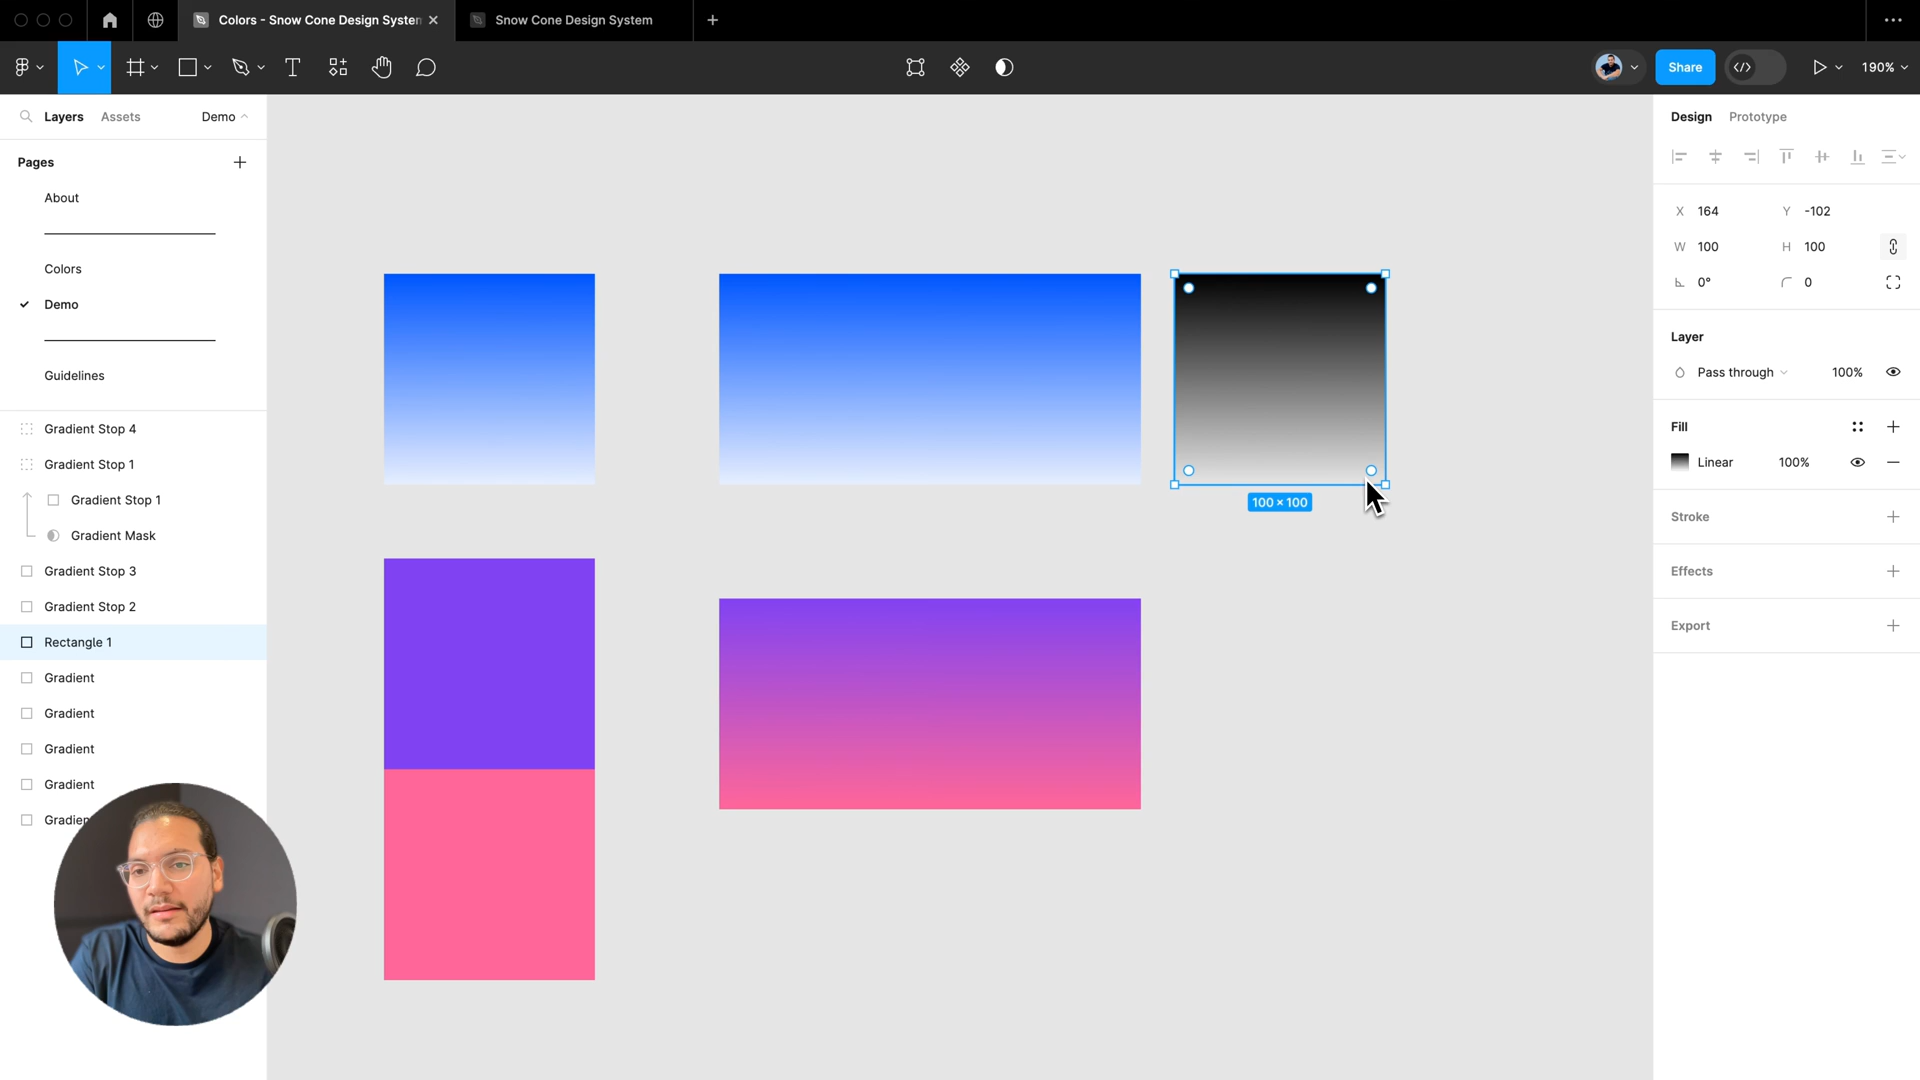 Colors - Snow Cone Design System
Snow Cone Design System
Share
190%
Layers
Assets
Demo
Pages
About
Colors
Demo
Guidelines
Gradient Stop 4
Gradient Stop 1
Gradient Stop 1
Gradient Mask
Gradient Stop 3
Gradient Stop 2
Rectangle 1
Gradient
Gradient
Gradient
Gradient
100 × 100
Design
Prototype
X 164
Y -102
W 100
H 100
0°
0
Layer
Pass through
100%
Fill
Linear
100%
Stroke
Effects
Export